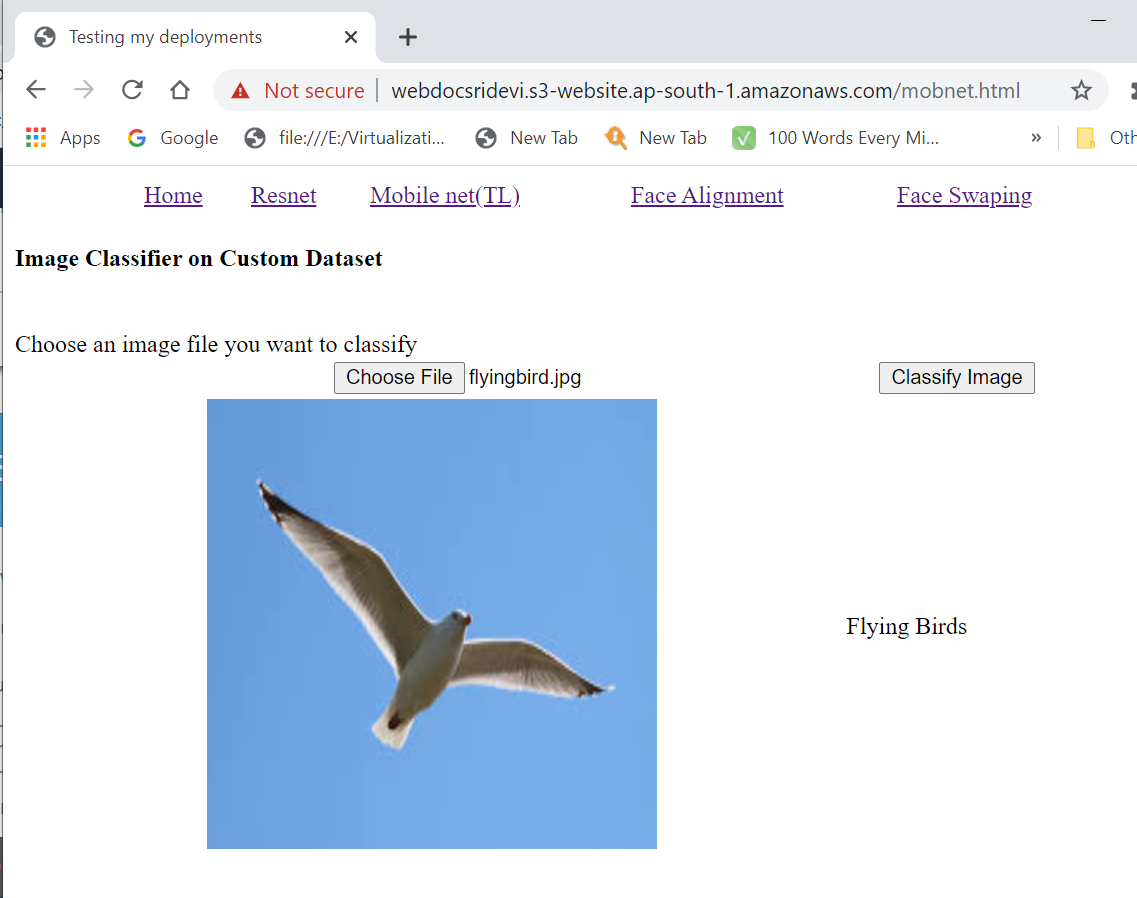 Testing my deployments
Not secure webdocsridevi.s3-website.ap-south-1.amazonaws.com/mobnet.html
Apps Google file:///E:/Virtualizati... New Tab New Tab 100 Words Every Mi... » Oth
Home Resnet Mobile net(TL) Face Alignment Face Swaping
Image Classifier on Custom Dataset
Choose an image file you want to classify
Choose File flyingbird.jpg Classify Image
Flying Birds